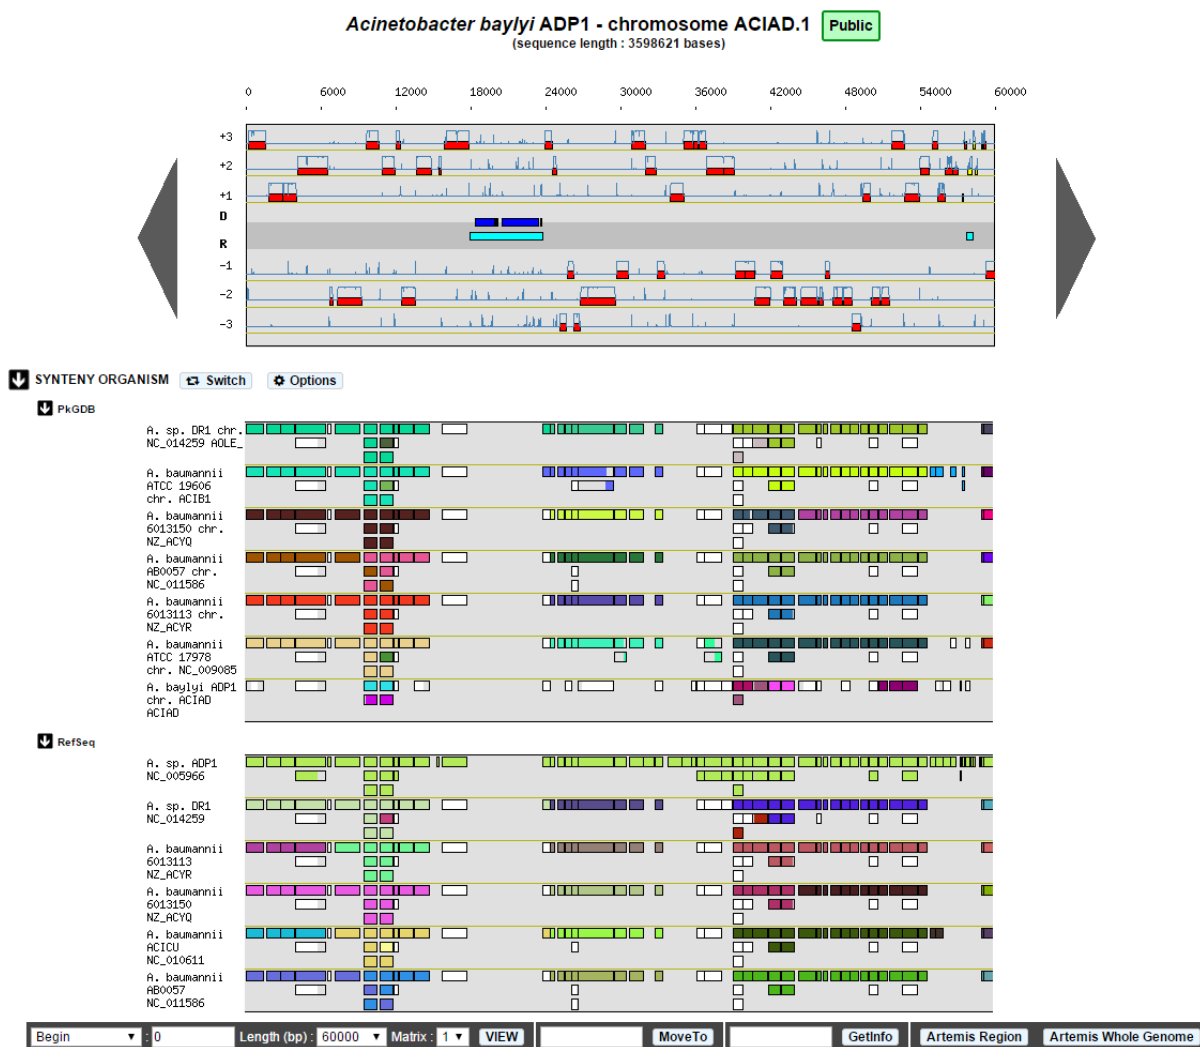 Acinetobacter baylyi ADP1 - chromosome ACIAD.1 Public
(sequence length : 3598621 bases)
0 6000 12000 18000 24000 30000 36000 42000 48000 54000 60000
+3
+2
+1
D
R
-1
-2
-3
SYNTENY ORGANISM Switch Options
PkGDB
A. sp. DR1 chr.
NC_014259 AOLE_
A. baumannii
ATCC 19606
chr. ACIB1
A. baumannii
6013150 chr.
NZ_ACYQ
A. baumannii
AB0057 chr.
NC_011586
A. baumannii
6013113 chr.
NZ_ACYR
A. baumannii
ATCC 17978
chr. NC_009085
A. baylyi ADP1
chr. ACIAD
ACIAD
RefSeq
A. sp. ADP1
NC_005966
A. sp. DR1
NC_014259
A. baumannii
6013113
NZ_ACYR
A. baumannii
6013150
NZ_ACYQ
A. baumannii
ACICU
NC_010611
A. baumannii
AB0057
NC_011586
Begin : 0 Length (bp) : 60000 Matrix : 1 VIEW MoveTo GetInfo Artemis Region Artemis Whole Genome